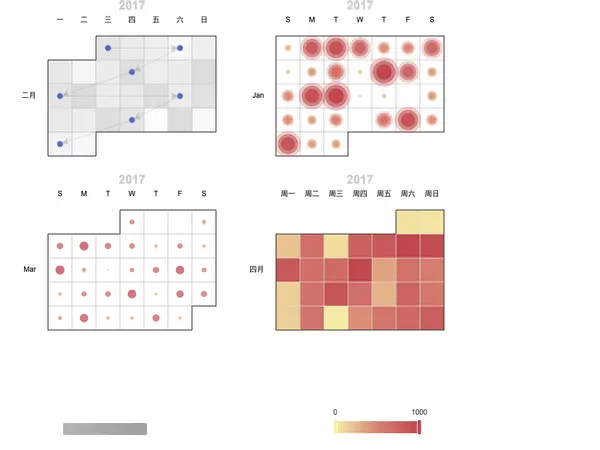 2017
一 二 三 四 五 六 日
二月
2017
S M T W T F S
Jan
2017
S M T W T F S
Mar
2017
周一 周二 周三 周四 周五 周六 周日
四月
0 1000